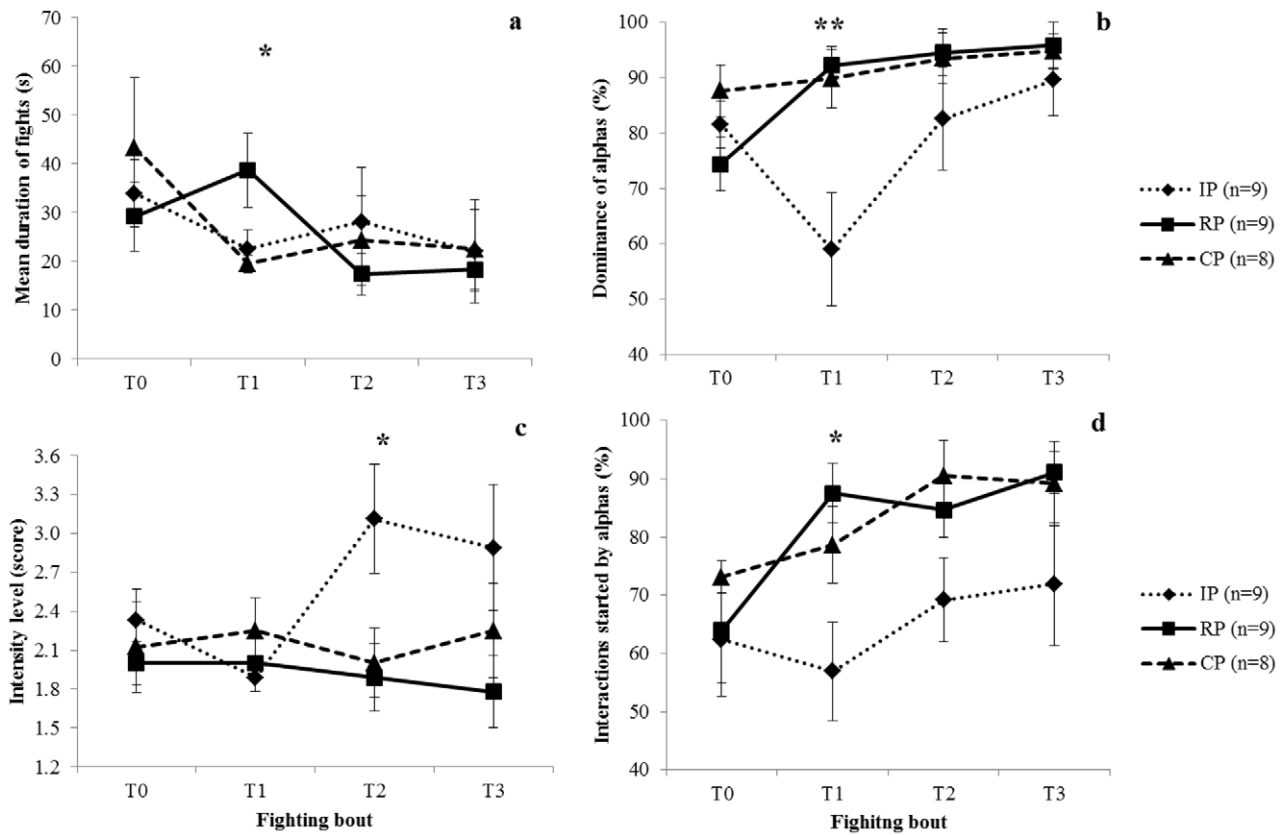 a
*
Mean duration of fights (s)
70
60
50
40
30
20
10
0
T0 T1 T2 T3
b
**
Dominance of alphas (%)
100
90
80
70
60
50
40
T0 T1 T2 T3
IP (n=9)
RP (n=9)
CP (n=8)
c
*
Intensity level (score)
3.6
3.3
3.0
2.7
2.4
2.1
1.8
1.5
1.2
T0 T1 T2 T3
Fighting bout
d
*
Interactions started by alphas (%)
100
90
80
70
60
50
40
T0 T1 T2 T3
Fighitng bout
IP (n=9)
RP (n=9)
CP (n=8)